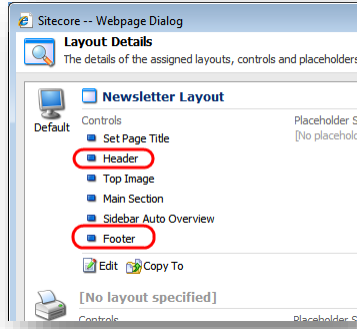 Sitecore -- Webpage Dialog
Layout Details
The details of the assigned layouts, controls and placeholders
Default
Newsletter Layout
Controls
Placeholder S
Set Page Title
[No placehol
Header
Top Image
Main Section
Sidebar Auto Overview
Footer
Edit Copy To
[No layout specified]
Controls
Placeholder S